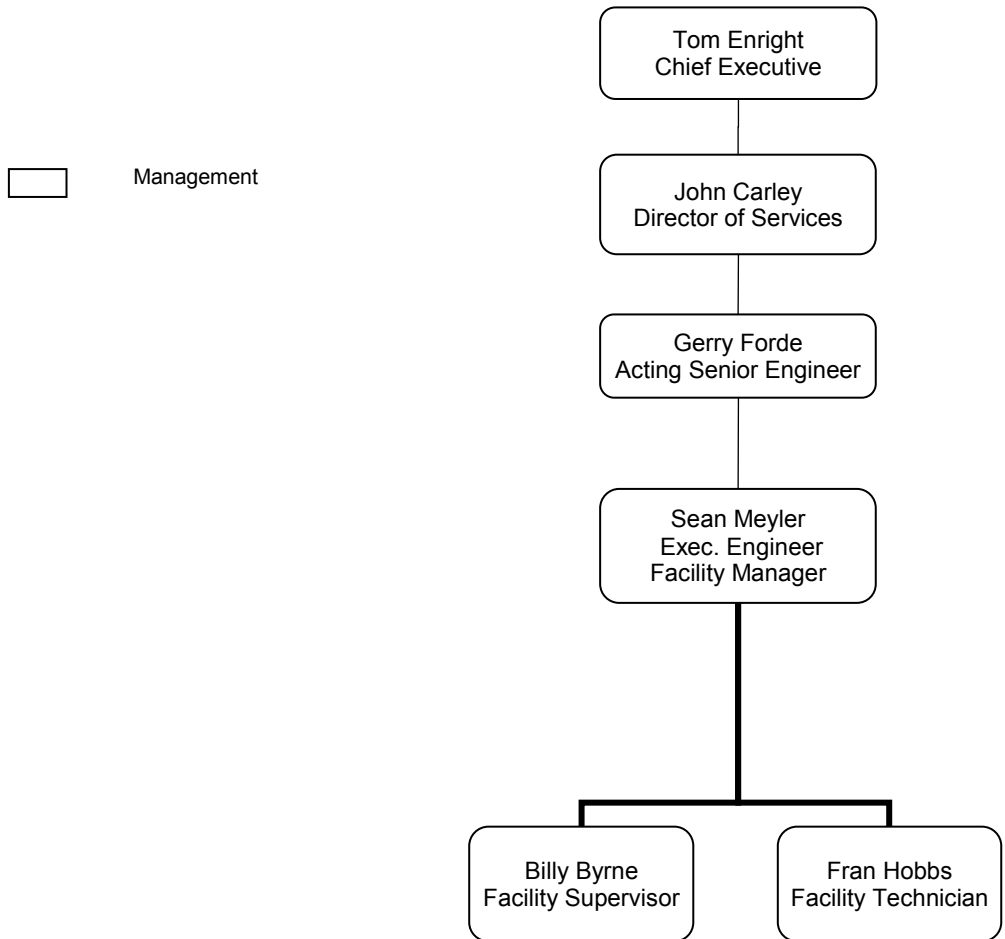 Tom Enright
Chief Executive
Management
John Carley
Director of Services
Gerry Forde
Acting Senior Engineer
Sean Meyler
Exec. Engineer
Facility Manager
Billy Byrne
Facility Supervisor
Fran Hobbs
Facility Technician